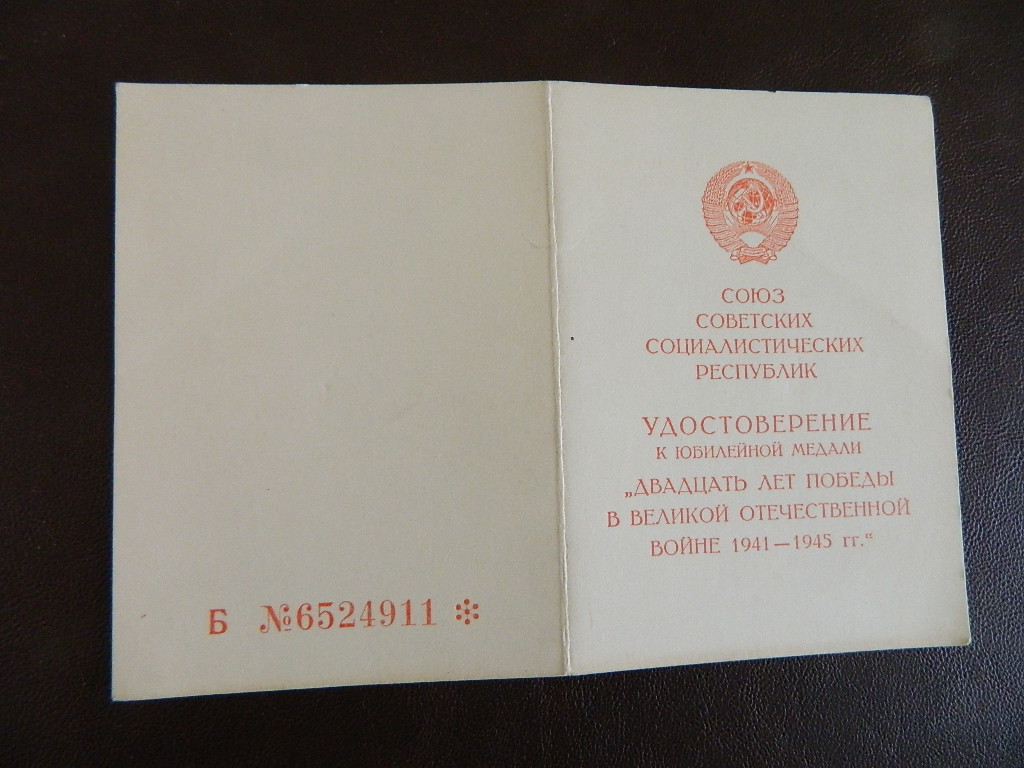 Б №6524911
СОЮЗ
СОВЕТСКИХ
СОЦИАЛИСТИЧЕСКИХ
РЕСПУБЛИК
УДОСТОВЕРЕНИЕ
К ЮБИЛЕЙНОЙ МЕДАЛИ
„ДВАДЦАТЬ ЛЕТ ПОБЕДЫ
В ВЕЛИКОЙ ОТЕЧЕСТВЕННОЙ
ВОЙНЕ 1941—1945 гг.“